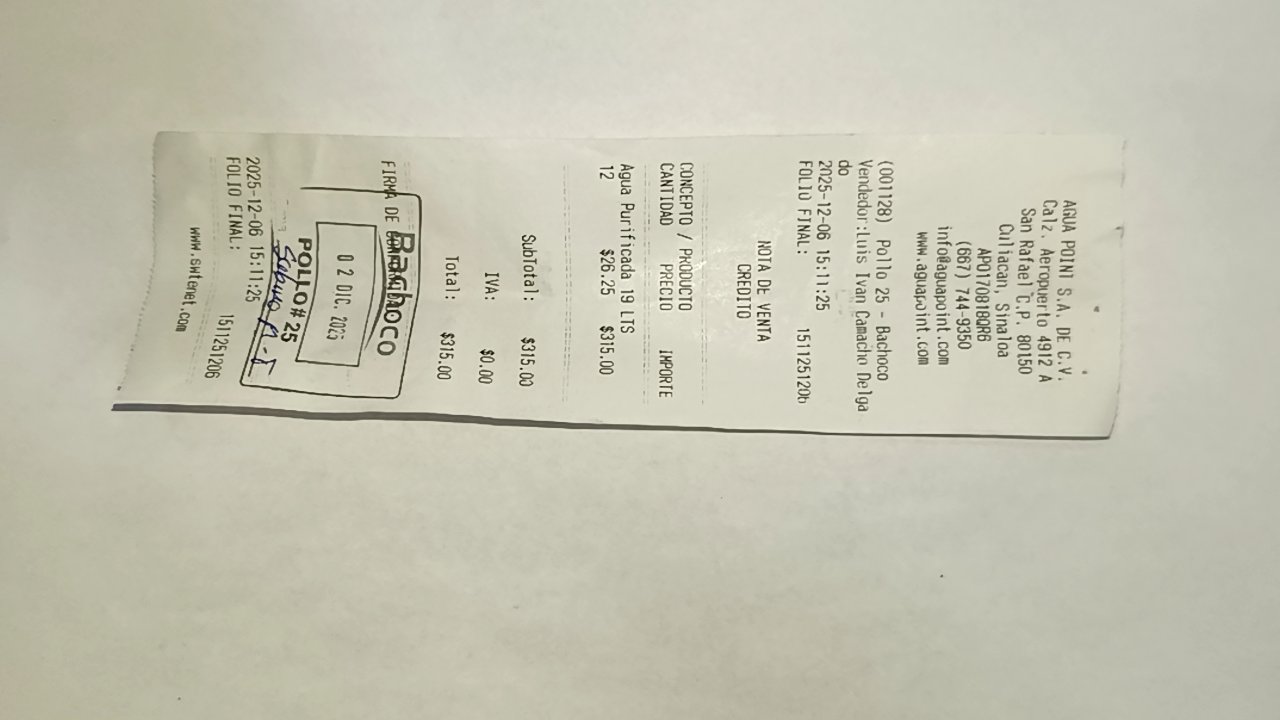 AGUA POINT S.A. DE C.V.
Calz. Aeropuerto 4912 A
San Rafael C.P. 80150
Culiacan, Sinaloa
APO170818QR6
(667) 744-9350
info@aguapoint.com
www.aguapoint.com
(001128) Pollo 25 - Bachoco
Vendedor:Luis Ivan Camacho Delga
do
2025-12-06 15:11:25
FOLIO FINAL: 1511251206
NOTA DE VENTA
CREDITO
CONCEPTO / PRODUCTO
CANTIDAD PRECIO IMPORTE
Agua Purificada 19 LTS
12 $26.25 $315.00
SubTotal: $315.00
IVA: $0.00
Total: $315.00
Bachoco
FIRMA DE
0 2 DIC. 2025
POLLO # 25
2025-12-06 15:11:25
FOLIO FINAL: 1511251206
www.swtenet.com